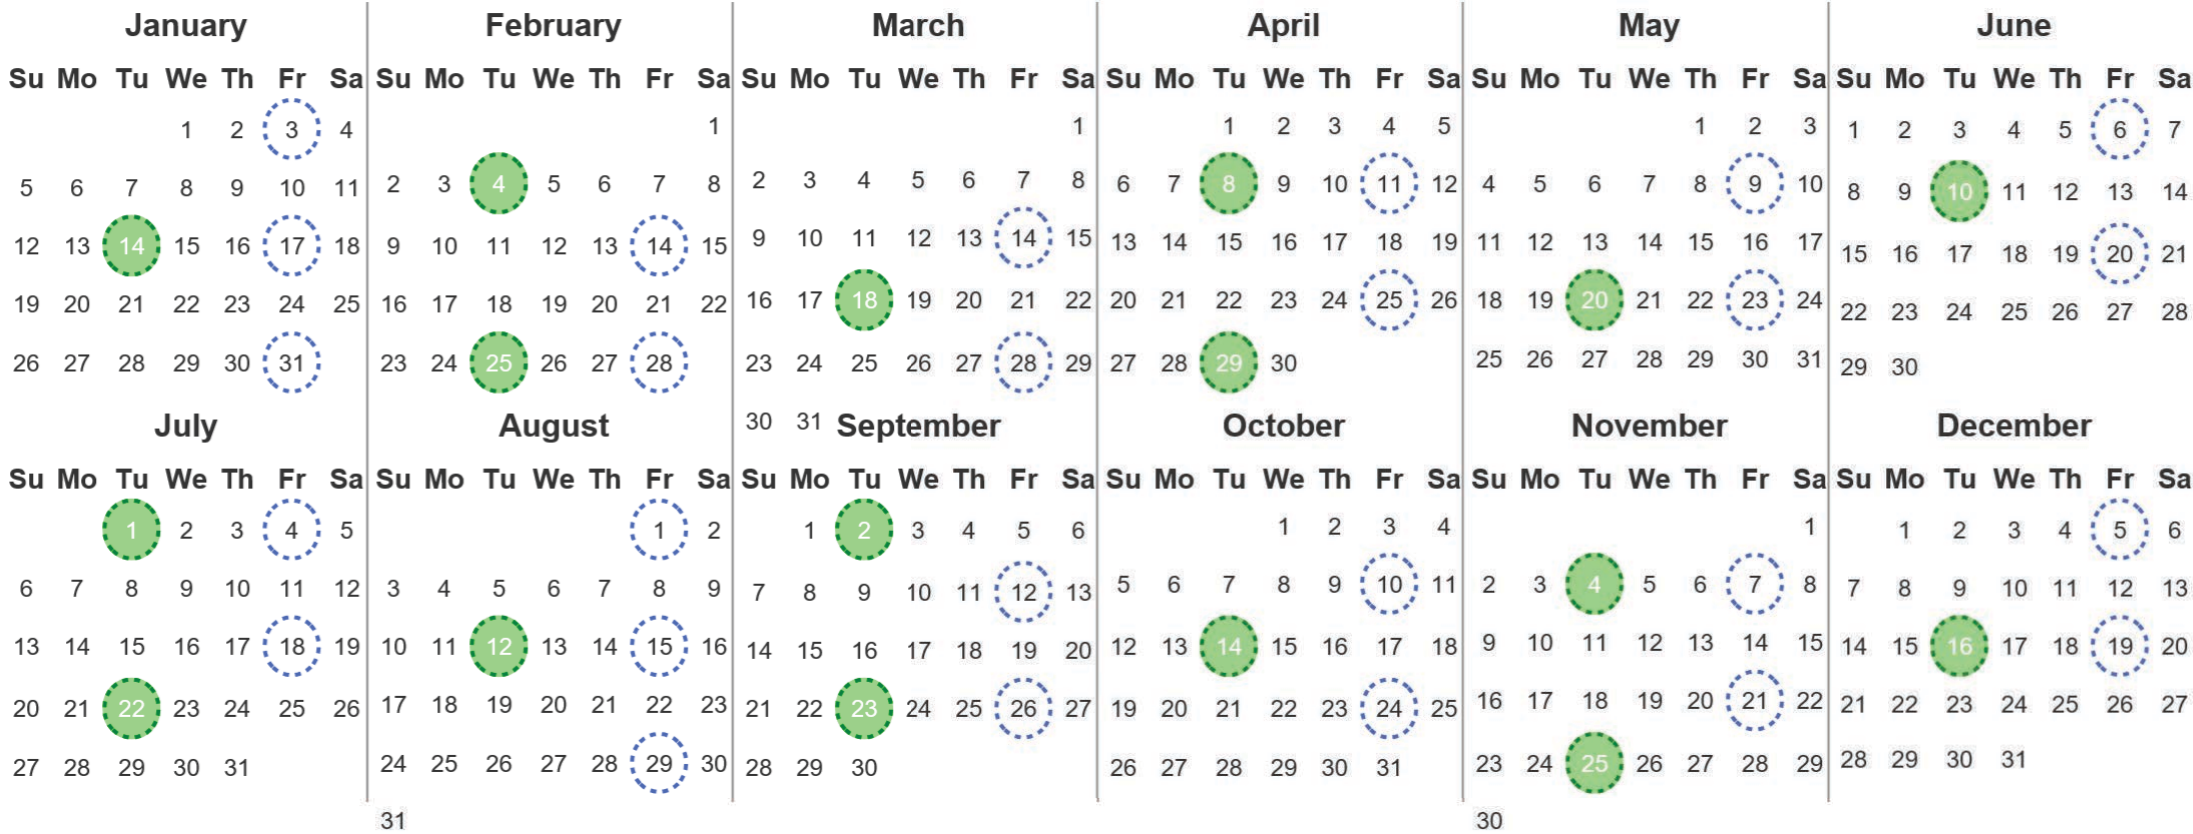 January
Su Mo Tu We Th Fr Sa
1 2 3 4
5 6 7 8 9 10 11
12 13 14 15 16 17 18
19 20 21 22 23 24 25
26 27 28 29 30 31
February
Su Mo Tu We Th Fr Sa
1
2 3 4 5 6 7 8
9 10 11 12 13 14 15
16 17 18 19 20 21 22
23 24 25 26 27 28
March
Su Mo Tu We Th Fr Sa
1
2 3 4 5 6 7 8
9 10 11 12 13 14 15
16 17 18 19 20 21 22
23 24 25 26 27 28 29
30 31
April
Su Mo Tu We Th Fr Sa
1 2 3 4 5
6 7 8 9 10 11 12
13 14 15 16 17 18 19
20 21 22 23 24 25 26
27 28 29 30
May
Su Mo Tu We Th Fr Sa
1 2 3
4 5 6 7 8 9 10
11 12 13 14 15 16 17
18 19 20 21 22 23 24
25 26 27 28 29 30 31
June
Su Mo Tu We Th Fr Sa
1 2 3 4 5 6 7
8 9 10 11 12 13 14
15 16 17 18 19 20 21
22 23 24 25 26 27 28
29 30
July
Su Mo Tu We Th Fr Sa
1 2 3 4 5
6 7 8 9 10 11 12
13 14 15 16 17 18 19
20 21 22 23 24 25 26
27 28 29 30 31
August
Su Mo Tu We Th Fr Sa
1 2
3 4 5 6 7 8 9
10 11 12 13 14 15 16
17 18 19 20 21 22 23
24 25 26 27 28 29 30
31
September
Su Mo Tu We Th Fr Sa
1 2 3 4 5 6
7 8 9 10 11 12 13
14 15 16 17 18 19 20
21 22 23 24 25 26 27
28 29 30
October
Su Mo Tu We Th Fr Sa
1 2 3 4
5 6 7 8 9 10 11
12 13 14 15 16 17 18
19 20 21 22 23 24 25
26 27 28 29 30 31
November
Su Mo Tu We Th Fr Sa
1
2 3 4 5 6 7 8
9 10 11 12 13 14 15
16 17 18 19 20 21 22
23 24 25 26 27 28 29
30
December
Su Mo Tu We Th Fr Sa
1 2 3 4 5 6
7 8 9 10 11 12 13
14 15 16 17 18 19 20
21 22 23 24 25 26 27
28 29 30 31